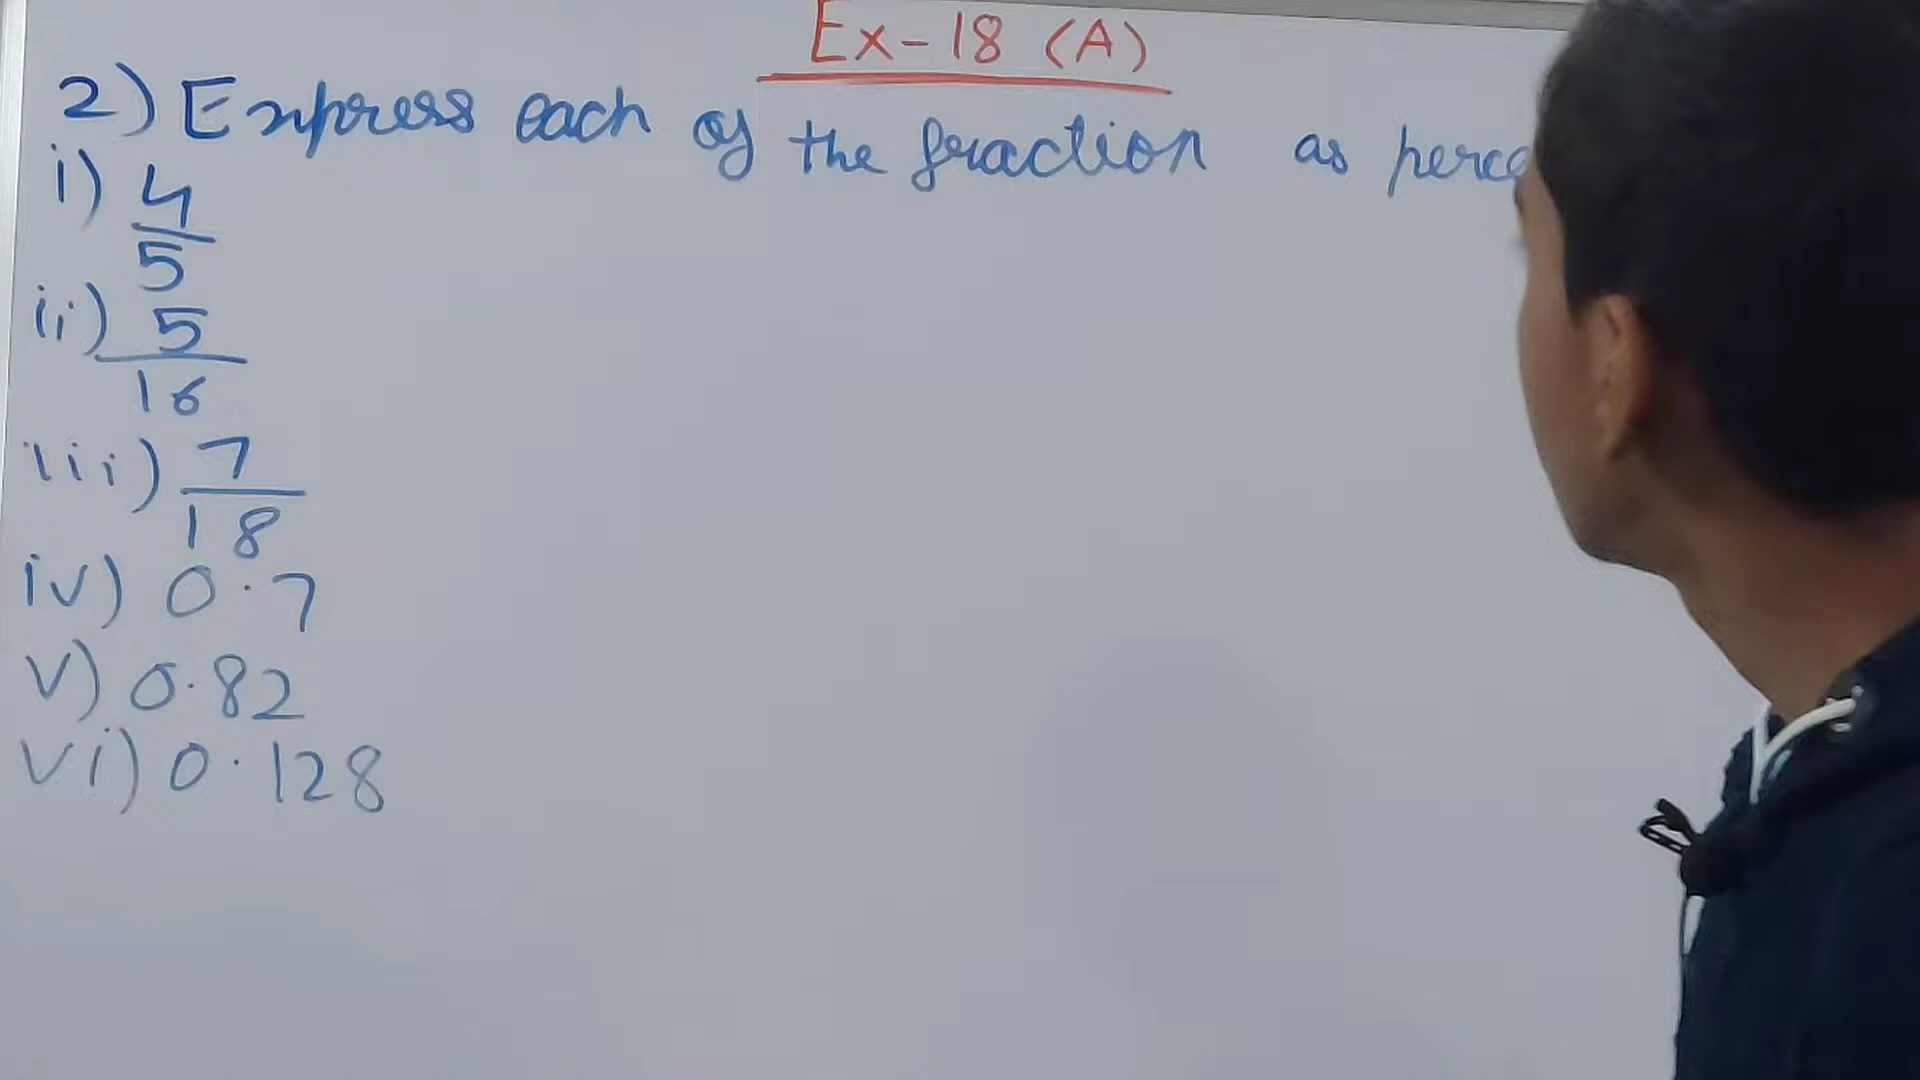 Ex-18 (A)
2) Express each of the fraction as
i) 4/5
ii) 5/16
iii) 7/18
iv) 0.7
v) 0.82
vi) 0.128